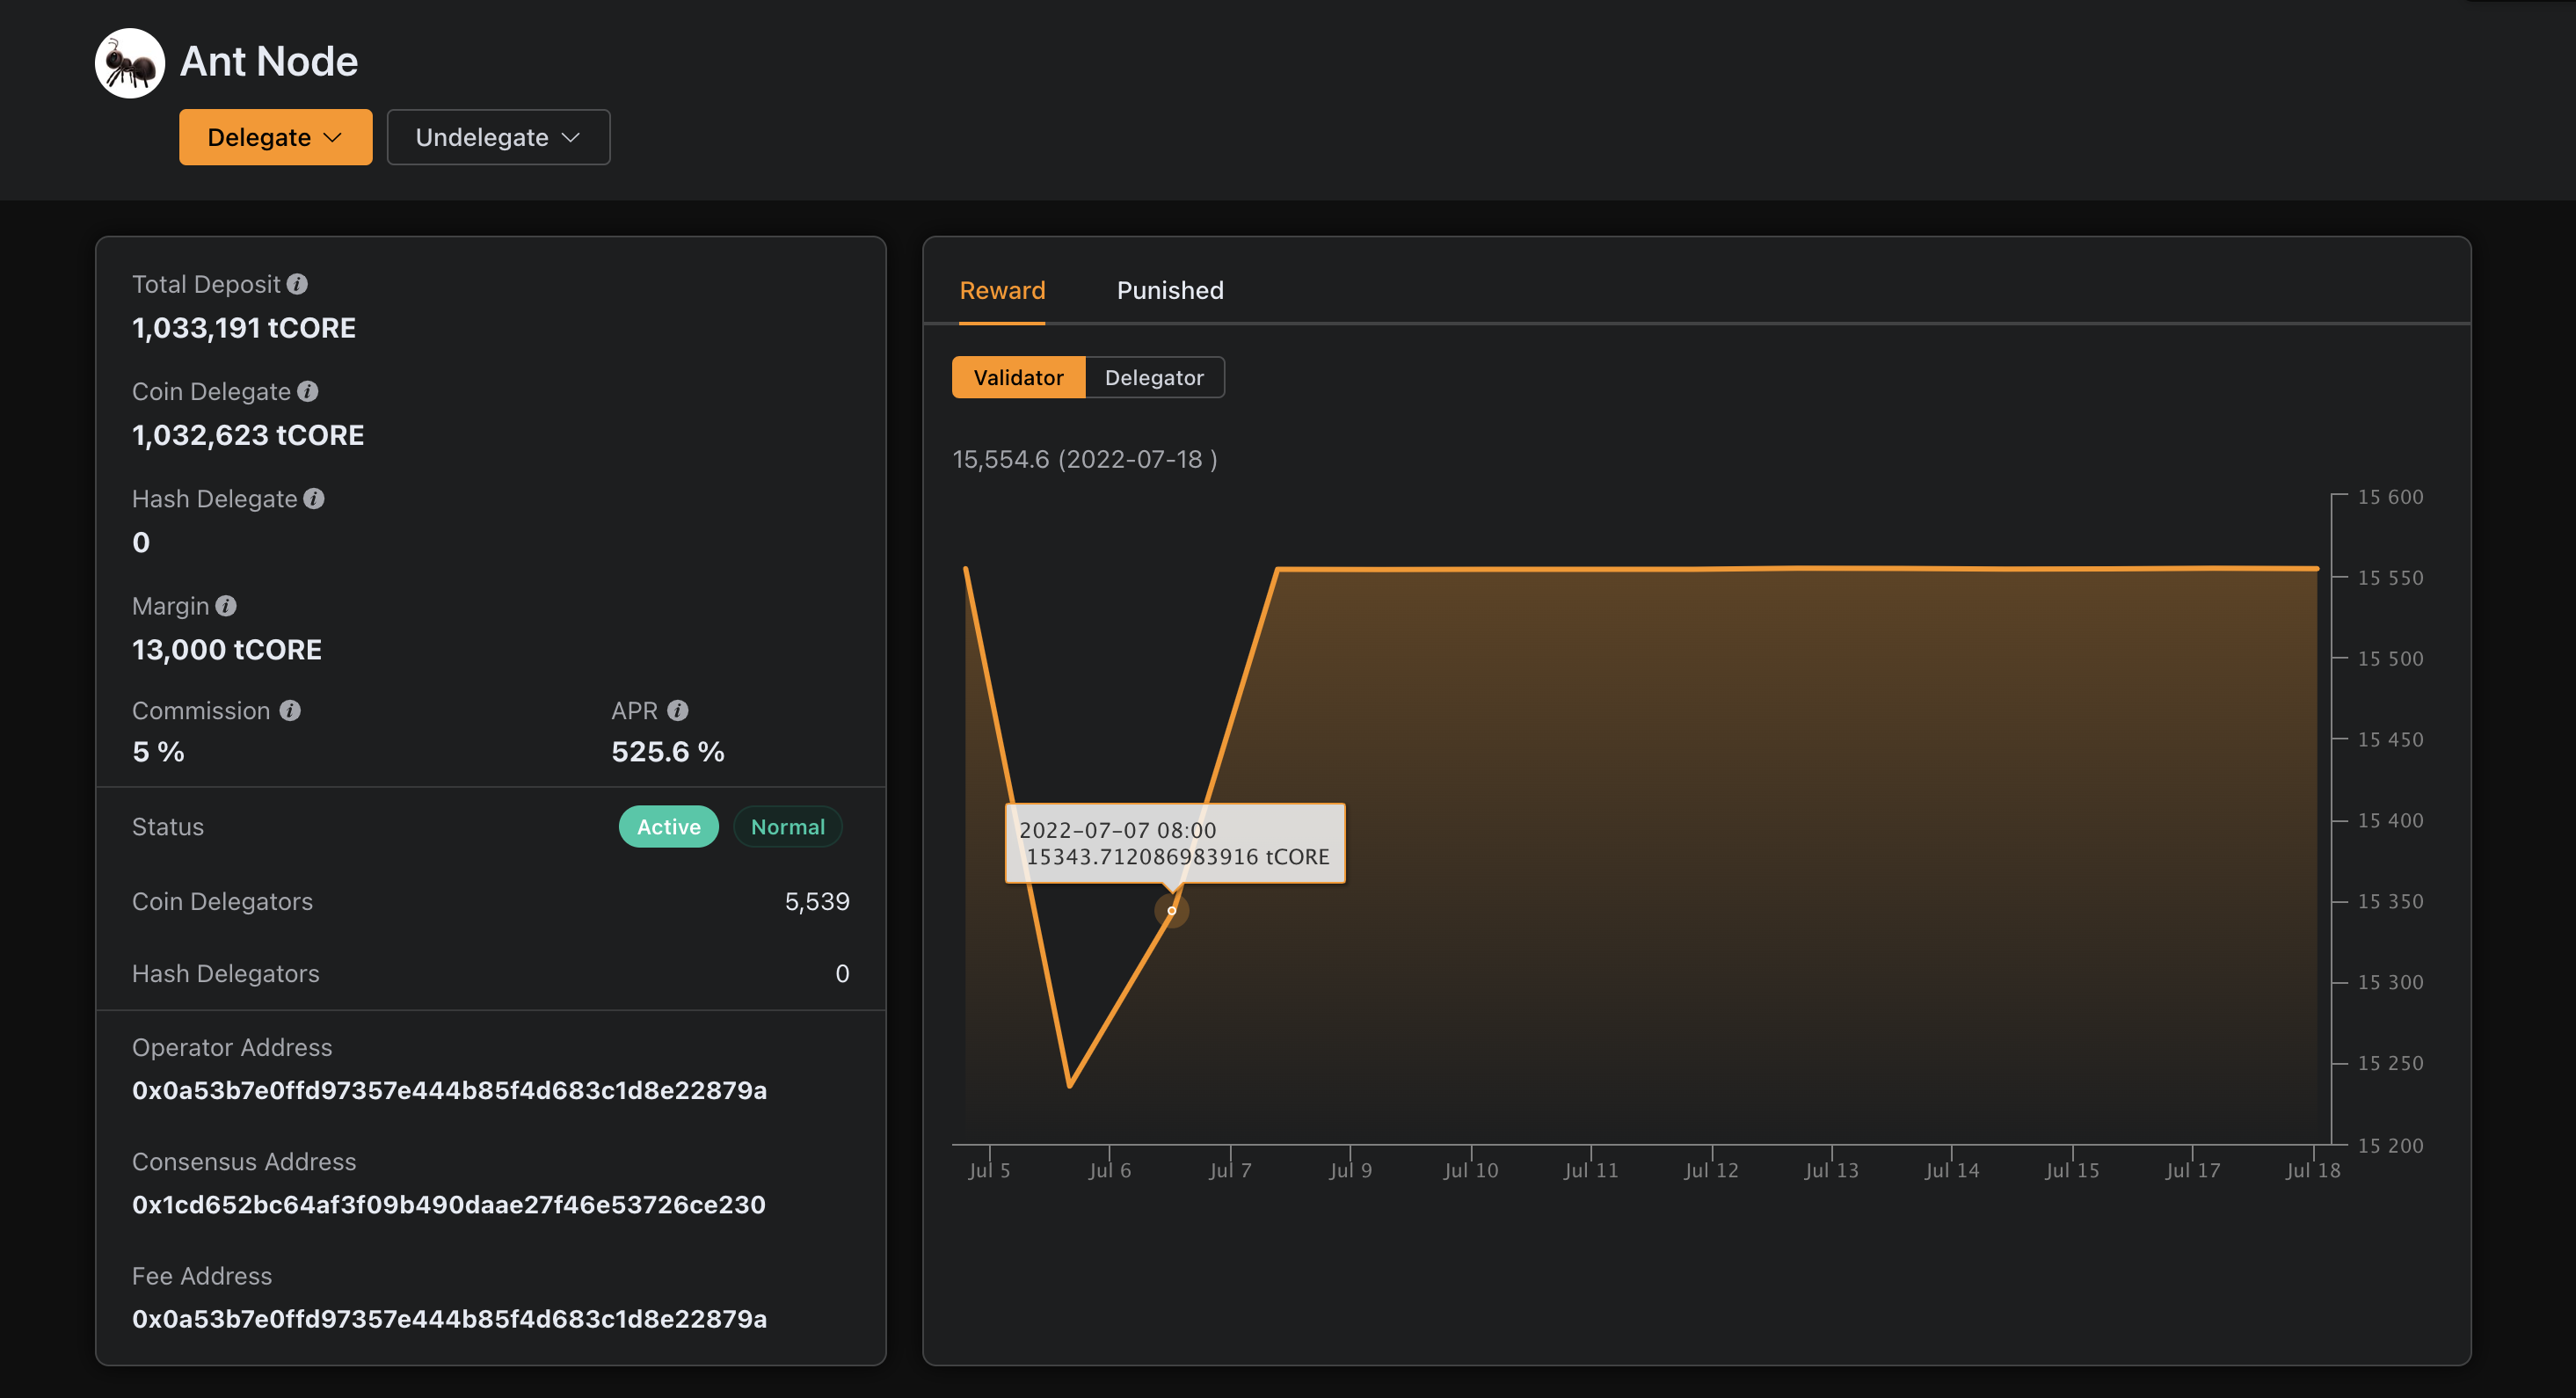 Ant Node
Delegate
Undelegate
Total Deposit
1,033,191 tCORE
Coin Delegate
1,032,623 tCORE
Hash Delegate
0
Margin
13,000 tCORE
Commission
5 %
APR
525.6 %
Status
Active
Normal
Coin Delegators
5,539
Hash Delegators
0
Operator Address
0x0a53b7e0ffd97357e444b85f4d683c1d8e22879a
Consensus Address
0x1cd652bc64af3f09b490daae27f46e53726ce230
Fee Address
0x0a53b7e0ffd97357e444b85f4d683c1d8e22879a
Reward
Punished
Validator
Delegator
15,554.6 (2022-07-18 )
15 600
15 550
15 500
15 450
15 400
15 350
15 300
15 250
15 200
2022-07-07 08:00
15343.712086983916 tCORE
Jul 5
Jul 6
Jul 7
Jul 9
Jul 10
Jul 11
Jul 12
Jul 13
Jul 14
Jul 15
Jul 17
Jul 18